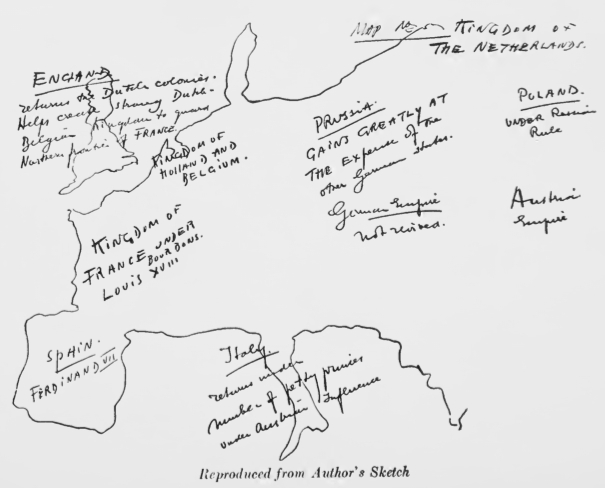 Map No KINGDOM OF
THE NETHERLANDS.
ENGLAND
returns the Dutch colonies.
Helps create strong Dutch-
Belgian Kingdom to guard
Northern frontier of FRANCE.
KINGDOM OF
HOLLAND AND
BELGIUM.
PRUSSIA.
GAINS GREATLY AT
THE Expense of the
other German states.
German Empire
not revived.
POLAND.
UNDER Russian
Rule
Austria
Empire
KINGDOM OF
FRANCE UNDER
BOURBONS.
LOUIS XVIII
SPAIN.
FERDINAND VII
Italy
returns under
number of petty princes
under Austrian Influence
Reproduced from Author's Sketch